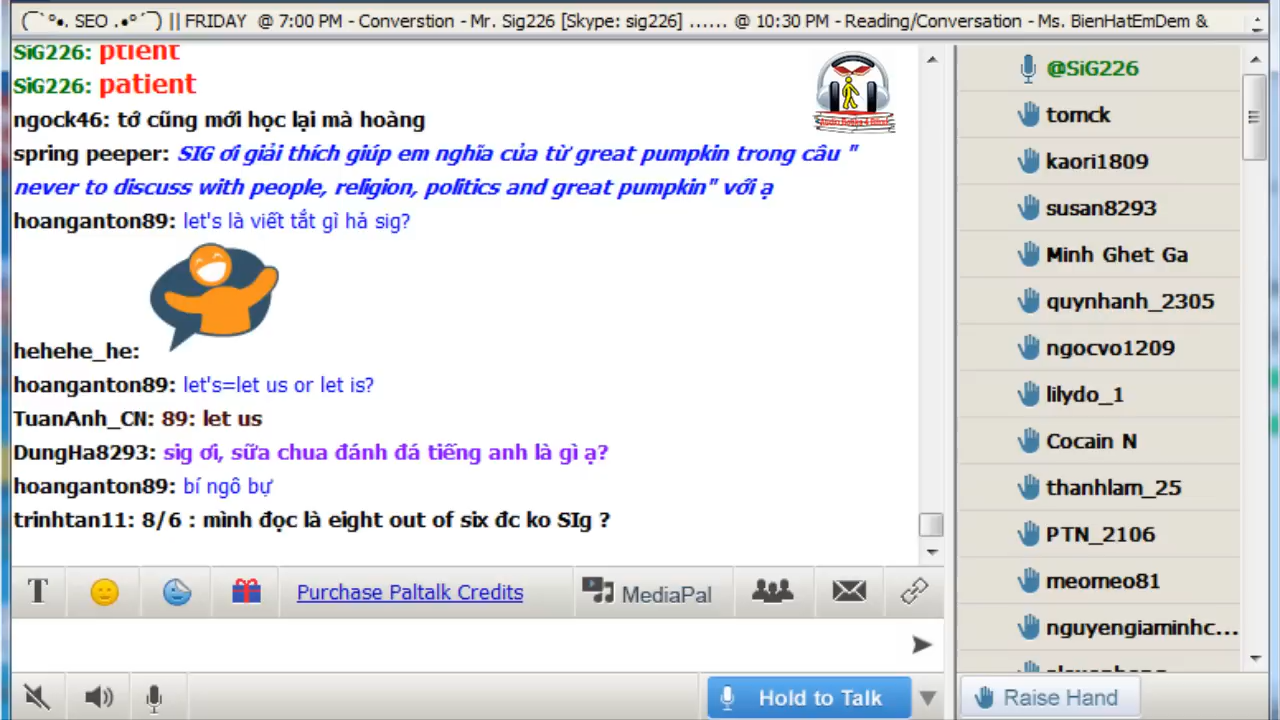 (¯`°•. SEO .•°´¯) || FRIDAY @ 7:00 PM - Converstion - Mr. Sig226 [Skype: sig226] ...... @ 10:30 PM - Reading/Conversation - Ms. BienHatEmDem &
SiG226: ptient
SiG226: patient
ngock46: tớ cũng mới học lại mà hoàng
spring peeper: SIG ơi giải thích giúp em nghĩa của từ great pumpkin trong câu "
never to discuss with people, religion, politics and great pumpkin" với ạ
hoanganton89: let's là viết tắt gì hả sig?
hehehe_he:
hoanganton89: let's=let us or let is?
TuanAnh_CN: 89: let us
DungHa8293: sig ơi, sữa chua đánh đá tiếng anh là gì ạ?
hoanganton89: bí ngô bự
trinhtan11: 8/6 : mình đọc là eight out of six đc ko SIg ?
T
Purchase Paltalk Credits
MediaPal
Hold to Talk
@SiG226
tomck
kaori1809
susan8293
Minh Ghet Ga
quynhanh_2305
ngocvo1209
lilydo_1
Cocain N
thanhlam_25
PTN_2106
meomeo81
nguyengiaminhc...
Raise Hand